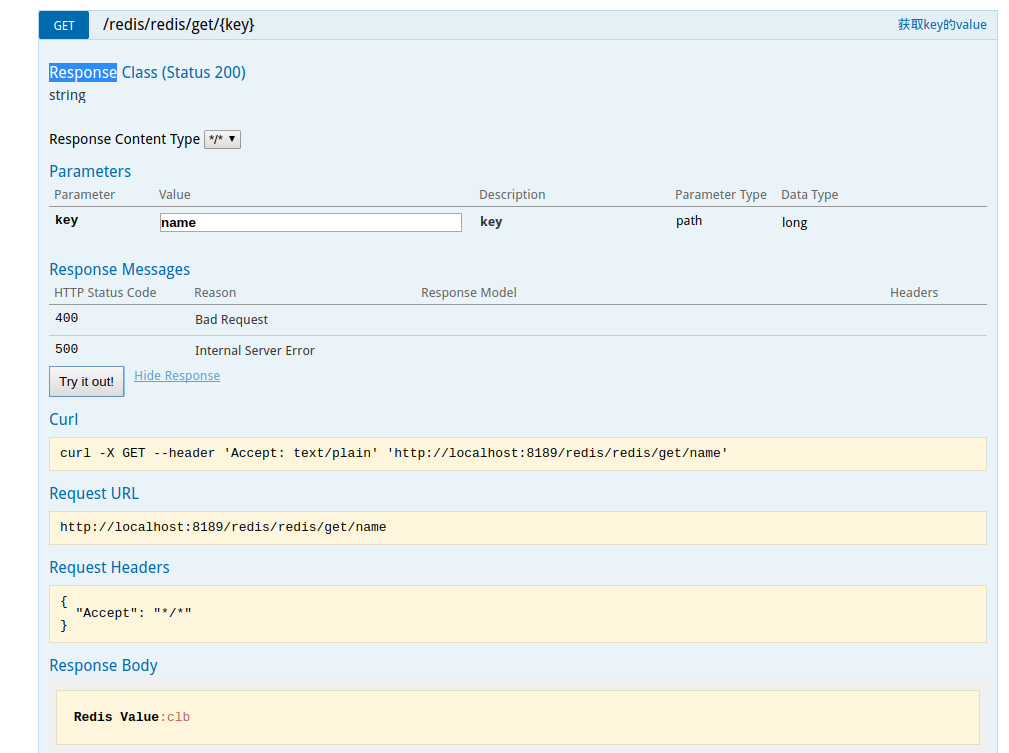 GET /redis/redis/get/{key} 获取key的value
Response Class (Status 200)
string
Response Content Type */* ▼
Parameters
Parameter Value Description Parameter Type Data Type
key name key path long
Response Messages
HTTP Status Code Reason Response Model Headers
400 Bad Request
500 Internal Server Error
Try it out! Hide Response
Curl
curl -X GET --header 'Accept: text/plain' 'http://localhost:8189/redis/redis/get/name'
Request URL
http://localhost:8189/redis/redis/get/name
Request Headers
{
"Accept": "*/*"
}
Response Body
Redis Value:clb